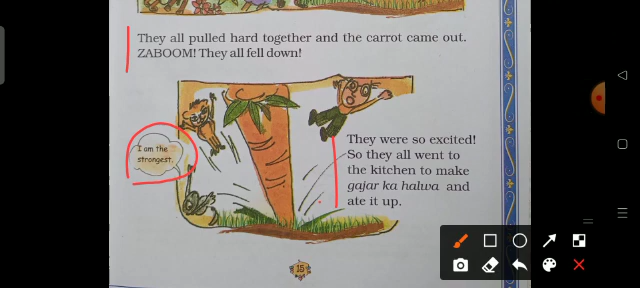 They all pulled hard together and the carrot came out.
ZABOOM! They all fell down!
I am the
strongest.
They were so excited!
So they all went to
the kitchen to make
gajar ka halwa and
ate it up.
15